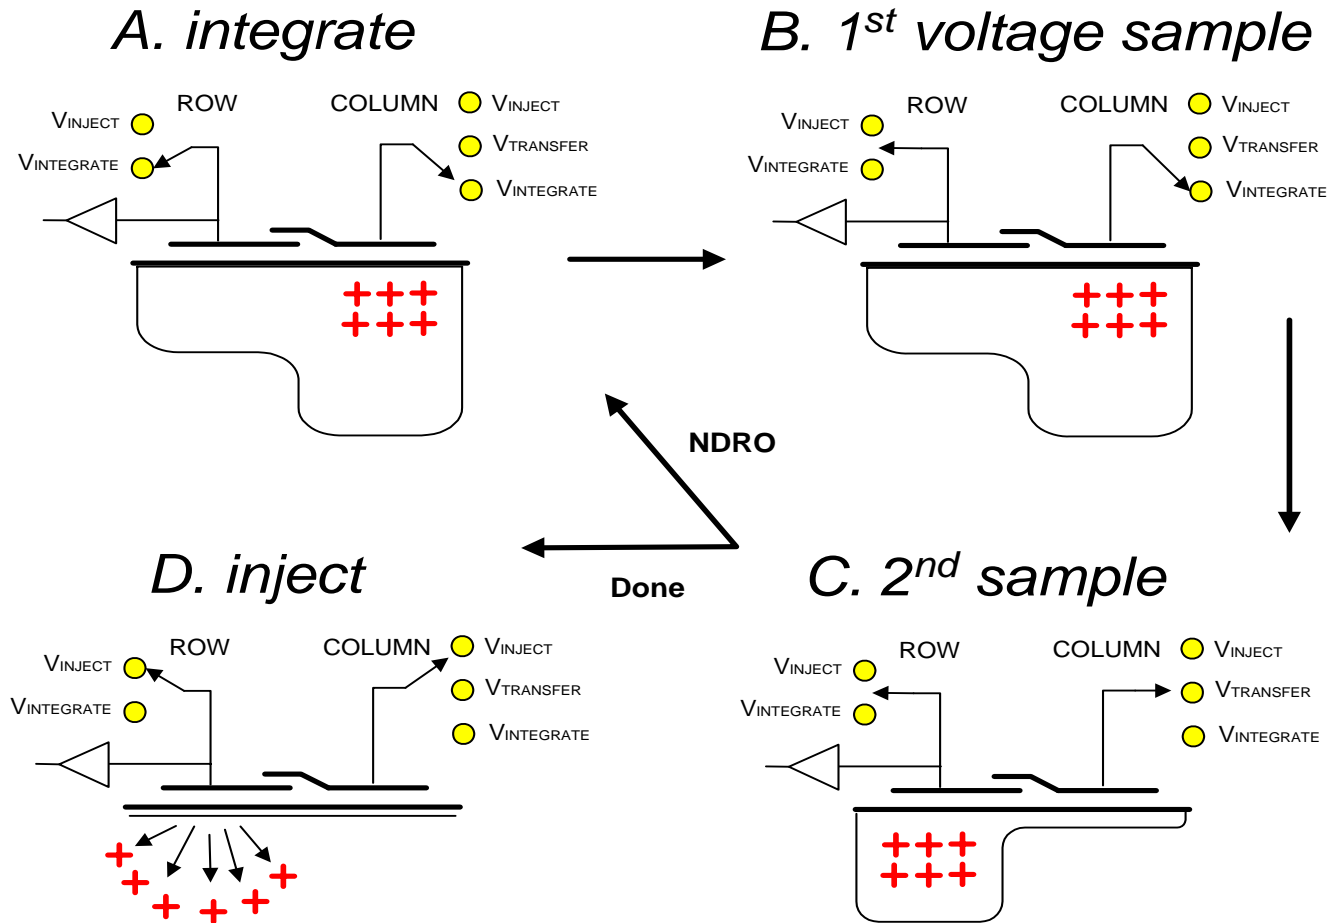 A. integrate
B. 1st voltage sample
ROW COLUMN VINJECT
VINJECT
VTRANSFER
VINTEGRATE
VINTEGRATE
ROW COLUMN VINJECT
VINJECT
VTRANSFER
VINTEGRATE
VINTEGRATE
NDRO
Done
D. inject
C. 2nd sample
ROW COLUMN VINJECT
VINJECT
VTRANSFER
VINTEGRATE
VINTEGRATE
ROW COLUMN VINJECT
VINJECT
VTRANSFER
VINTEGRATE
VINTEGRATE